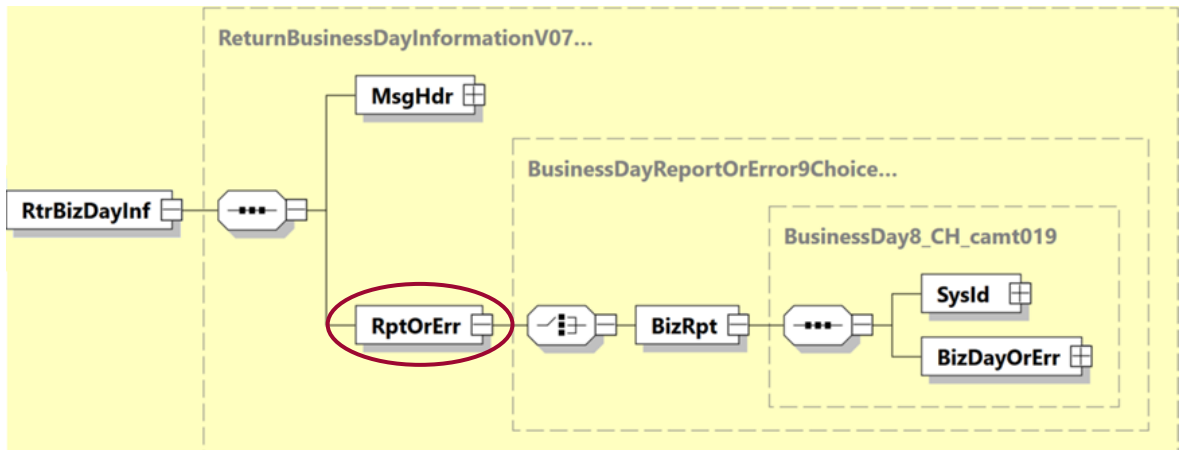 ReturnBusinessDayInformationV07...
MsgHdr
BusinessDayReportOrError9Choice...
RtrBizDayInf
BusinessDay8_CH_camt019
SysId
RptOrErr
BizRpt
BizDayOrErr